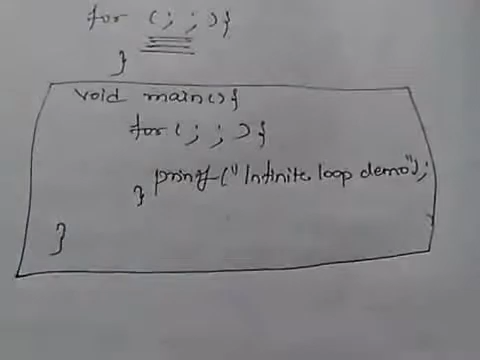 for (; ; ){
}
void main(){
for(; ; ; ){
printf("Infinite loop demo");
}
}